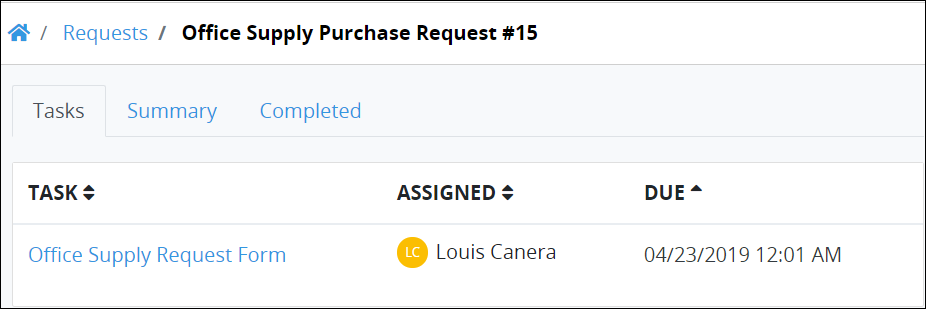 / Requests / Office Supply Purchase Request #15
Tasks Summary Completed
TASK ASSIGNED DUE
Office Supply Request Form LC Louis Canera 04/23/2019 12:01 AM